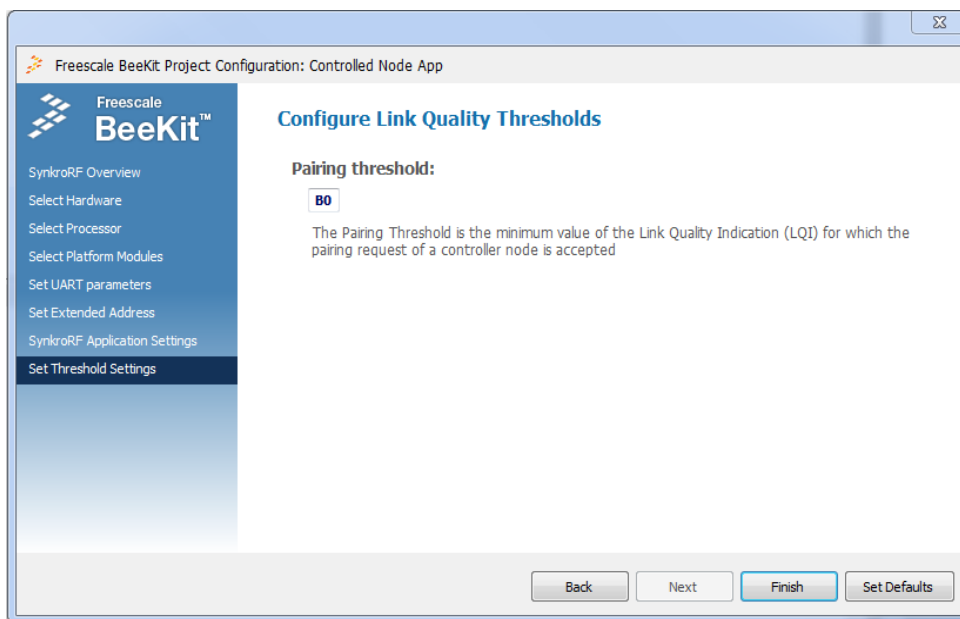 Freescale BeeKit Project Configuration: Controlled Node App
Freescale
BeeKit™
SynkroRF Overview
Select Hardware
Select Processor
Select Platform Modules
Set UART parameters
Set Extended Address
SynkroRF Application Settings
Set Threshold Settings
Configure Link Quality Thresholds
Pairing threshold:
B0
The Pairing Threshold is the minimum value of the Link Quality Indication (LQI) for which the
pairing request of a controller node is accepted
Back
Next
Finish
Set Defaults